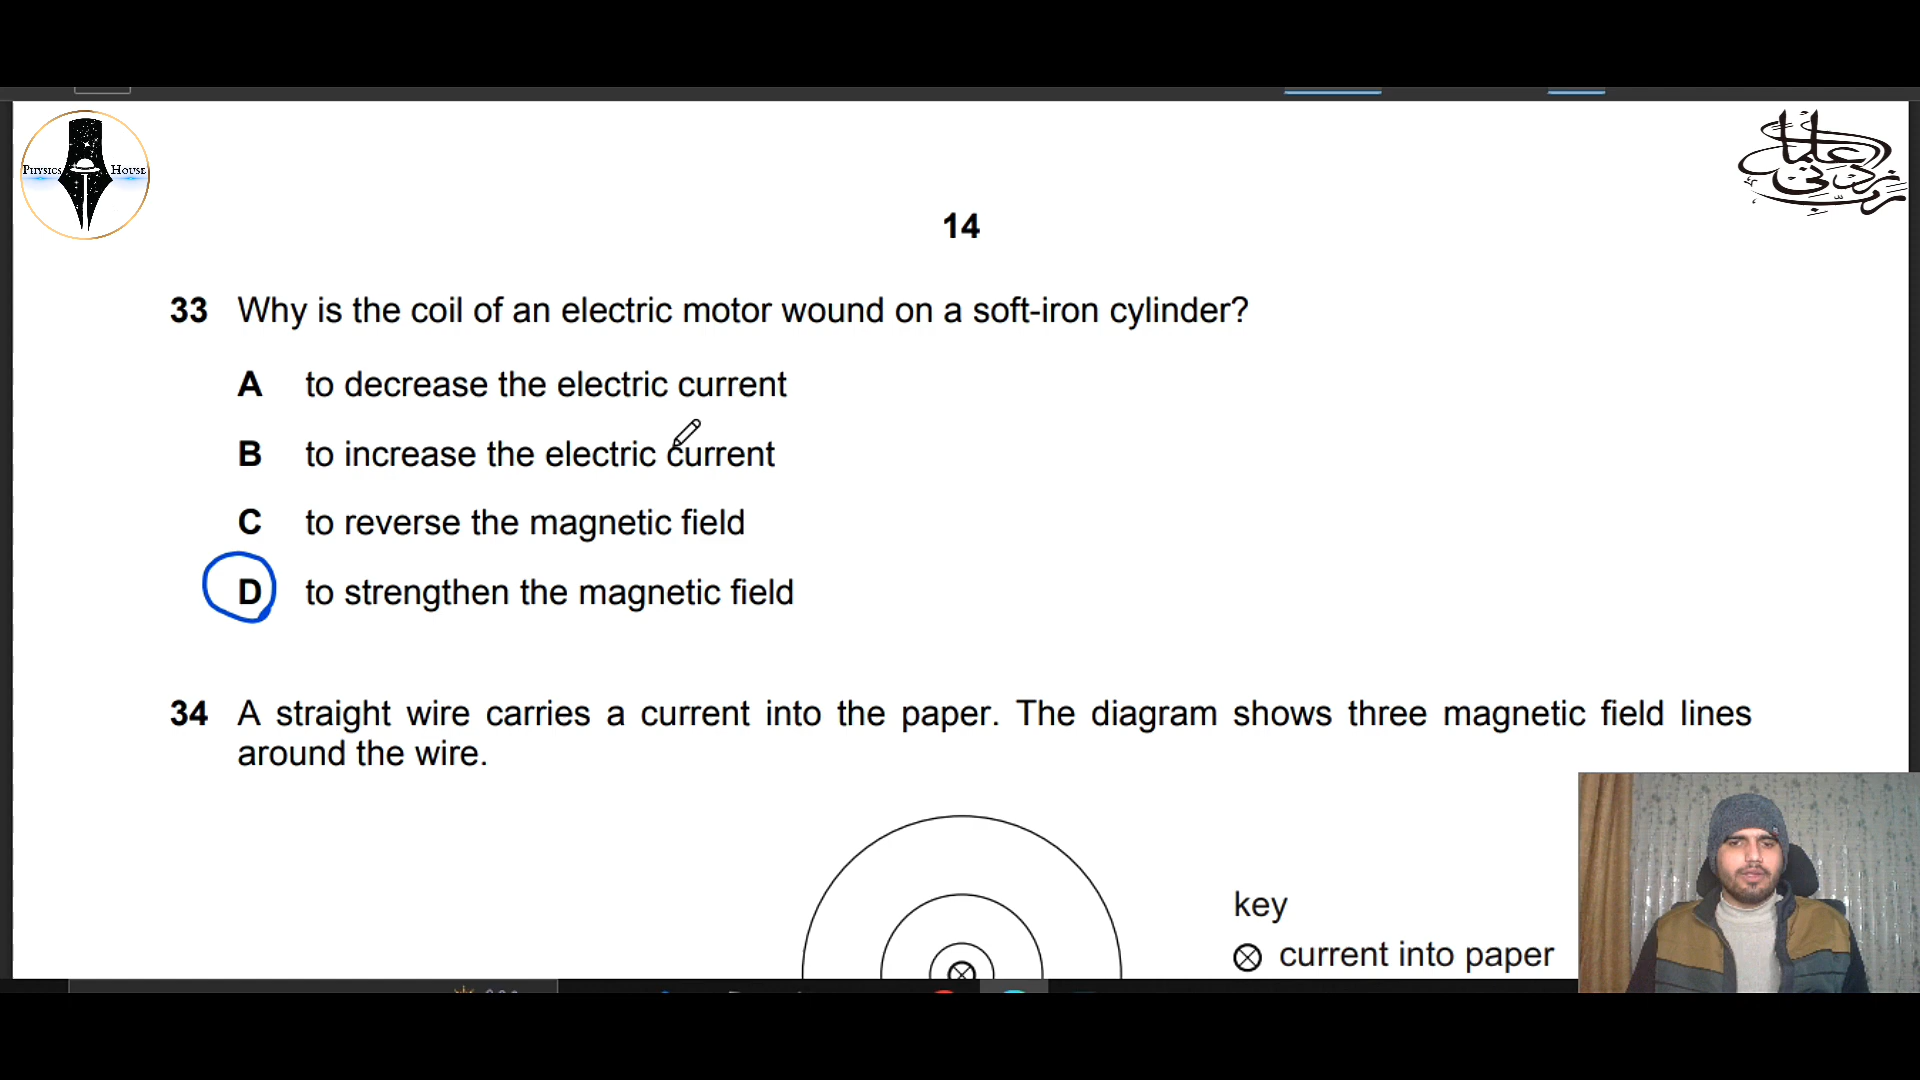 PHYSICS HOUSE
14
33 Why is the coil of an electric motor wound on a soft-iron cylinder?
A to decrease the electric current
B to increase the electric current
C to reverse the magnetic field
D to strengthen the magnetic field
34 A straight wire carries a current into the paper. The diagram shows three magnetic field lines
around the wire.
key
current into paper